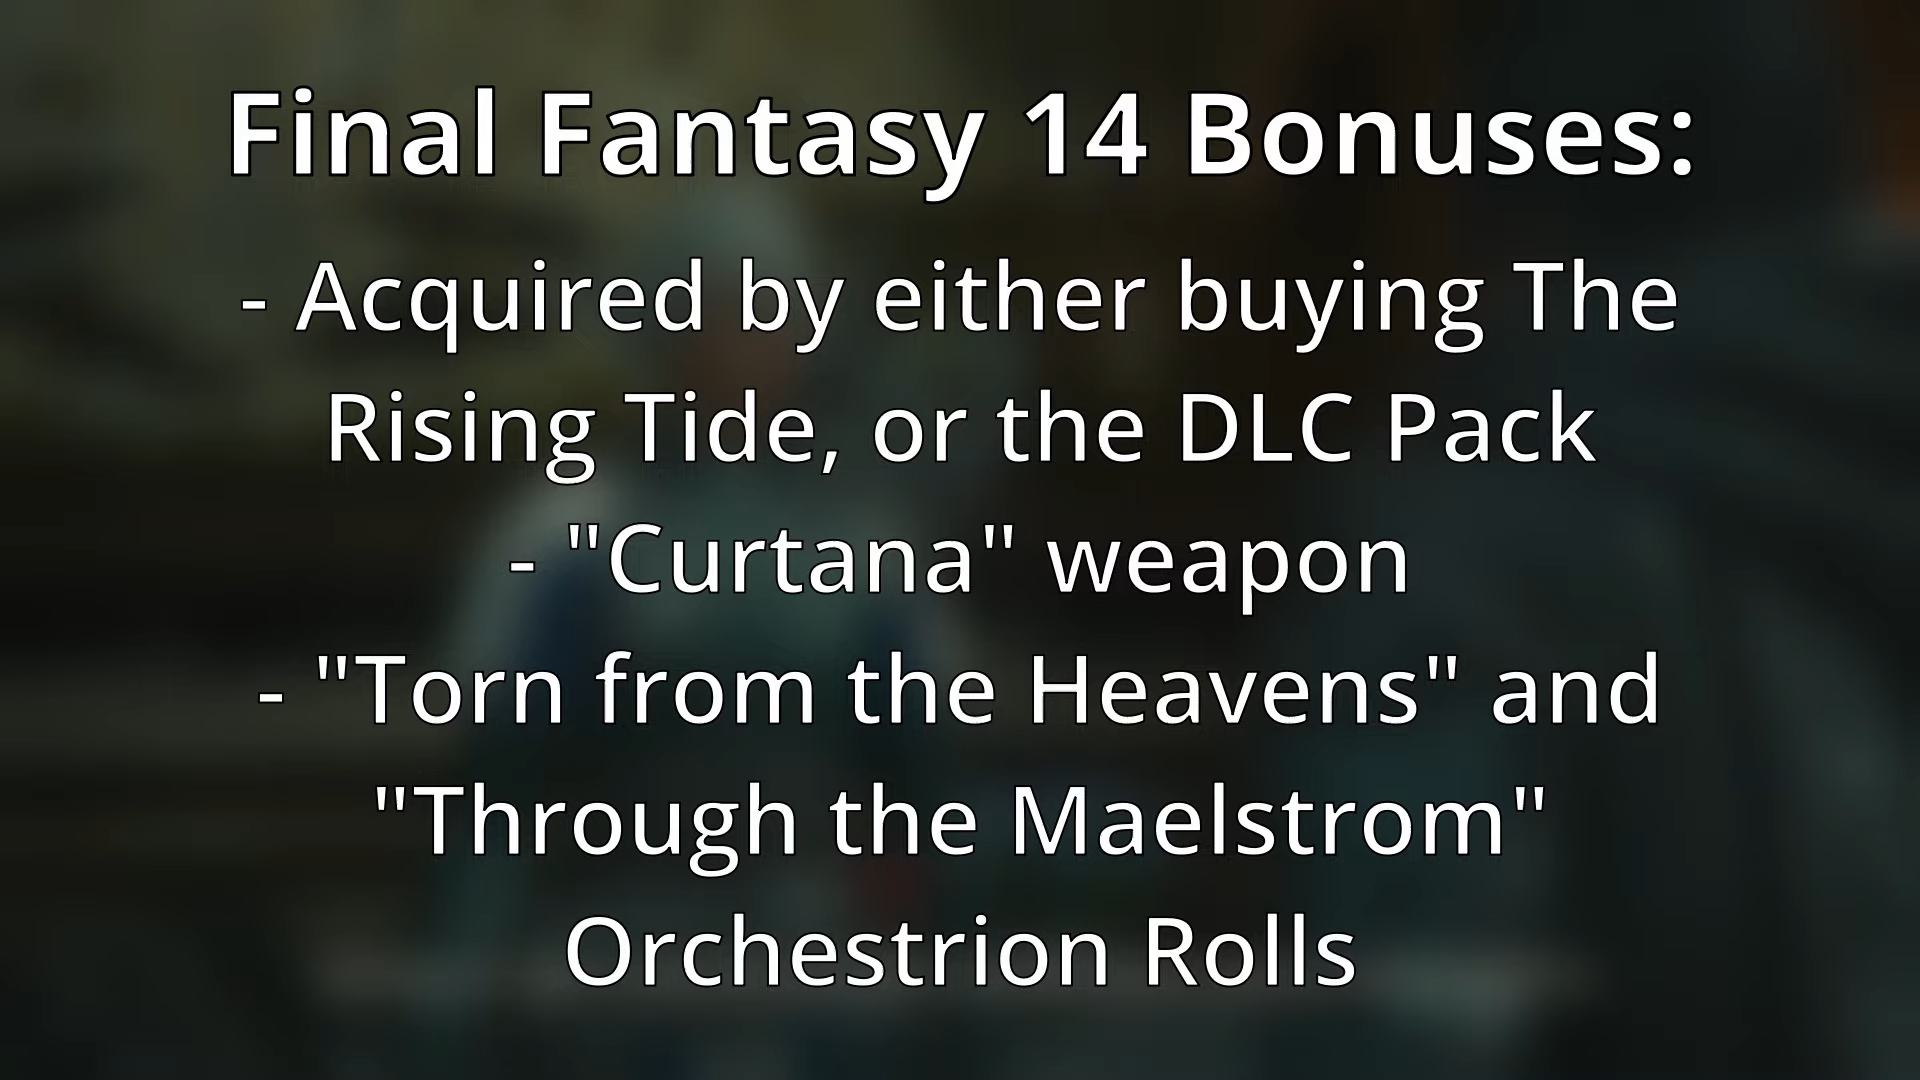 Final Fantasy 14 Bonuses:
- Acquired by either buying The
Rising Tide, or the DLC Pack
- "Curtana" weapon
- "Torn from the Heavens" and
"Through the Maelstrom"
Orchestrion Rolls